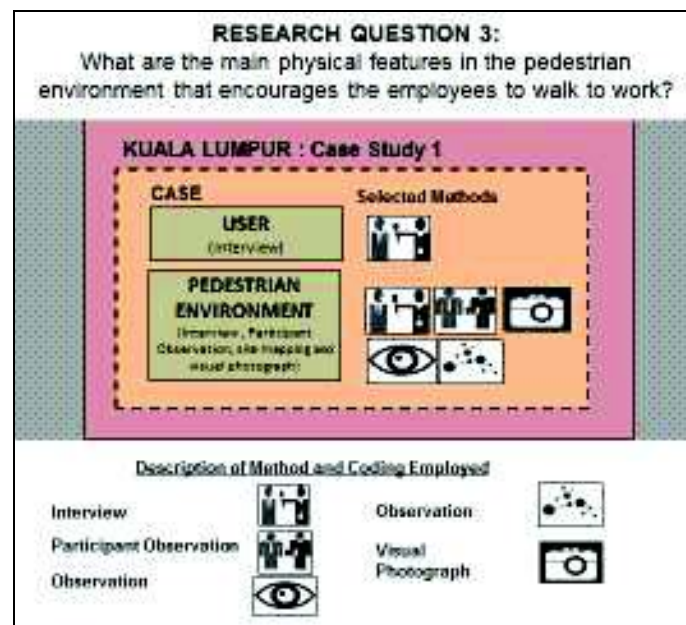 RESEARCH QUESTION 3:
What are the main physical features in the pedestrian
environment that encourages the employees to walk to work?
KUALA LUMPUR : Case Study 1
CASE
Selected Methods
USER
(Interview)
PEDESTRIAN
ENVIRONMENT
(Interview, Participant
Observation, site mapping and
visual photograph)
Description of Method and Coding Employed
Interview
Participant Observation
Observation
Observation
Visual
Photograph